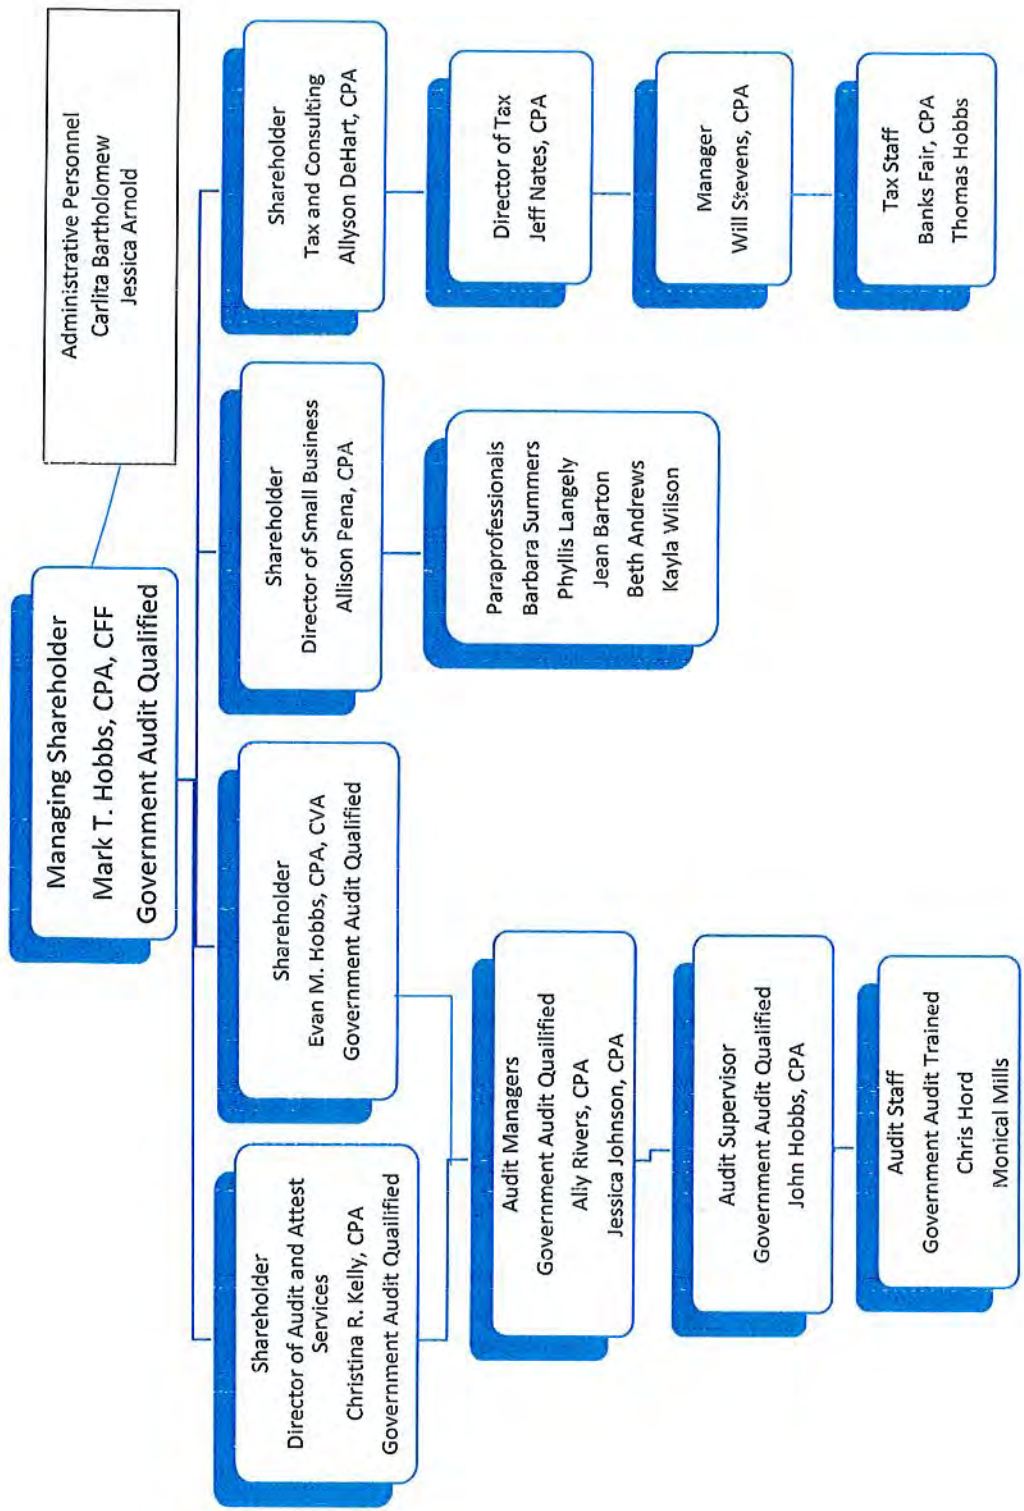 Managing Shareholder
Mark T. Hobbs, CPA, CFF
Government Audit Qualified
Administrative Personnel
Carlita Bartholomew
Jessica Arnold
Shareholder
Director of Audit and Attest
Services
Christina R. Kelly, CPA
Government Audit Quailified
Shareholder
Evan M. Hobbs, CPA, CVA
Government Audit Qualified
Shareholder
Director of Small Business
Allison Pena, CPA
Shareholder
Tax and Consulting
Allyson DeHart, CPA
Audit Managers
Government Audit Quailified
Ally Rivers, CPA
Jessica Johnson, CPA
Paraprofessionals
Barbara Summers
Phyllis Langely
Jean Barton
Beth Andrews
Kayla Wilson
Director of Tax
Jeff Nates, CPA
Audit Supervisor
Government Audit Qualified
John Hobbs, CPA
Manager
Will Stevens, CPA
Audit Staff
Government Audit Trained
Chris Hord
Monical Mills
Tax Staff
Banks Fair, CPA
Thomas Hobbs